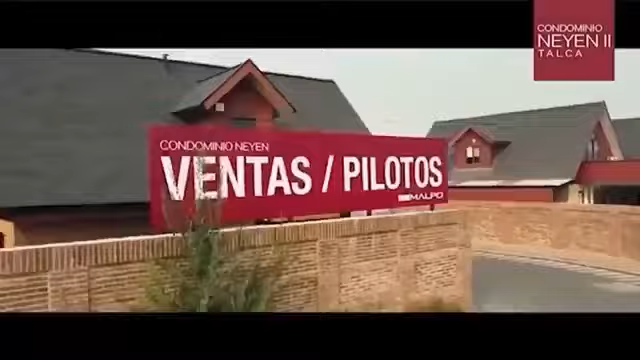 CONDOMINIO
NEYEN II
TALCA
CONDOMINIO NEYEN
VENTAS / PILOTOS
MALPO